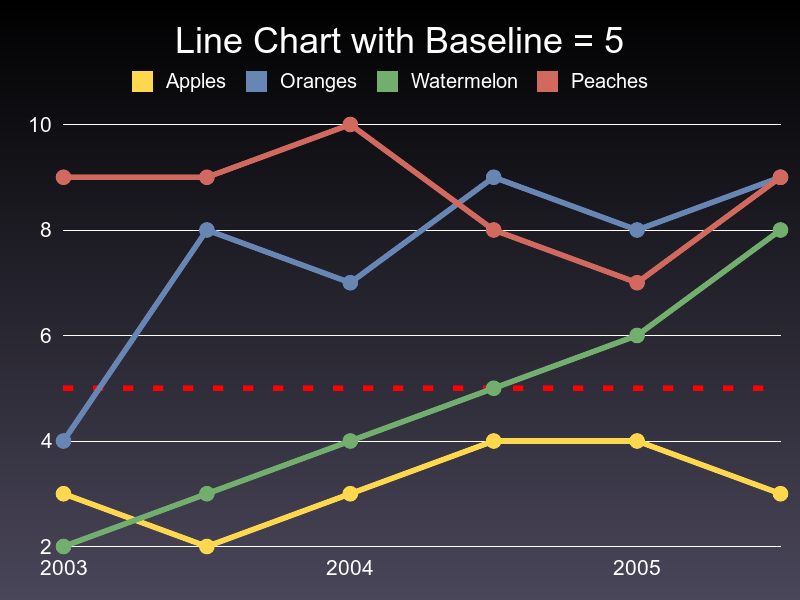 Line Chart with Baseline = 5
Apples Oranges Watermelon Peaches
10
8
6
4
2
2003 2004 2005